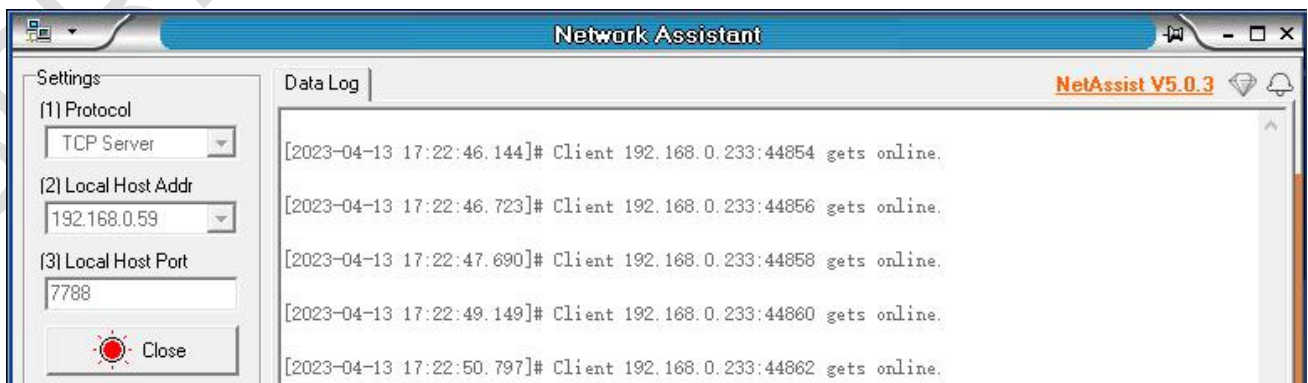 Network Assistant
Settings
(1) Protocol
TCP Server
(2) Local Host Addr
192.168.0.59
(3) Local Host Port
7788
Close
Data Log
NetAssist V5.0.3
[2023-04-13 17:22:46.144]# Client 192.168.0.233:44854 gets online.
[2023-04-13 17:22:46.723]# Client 192.168.0.233:44856 gets online.
[2023-04-13 17:22:47.690]# Client 192.168.0.233:44858 gets online.
[2023-04-13 17:22:49.149]# Client 192.168.0.233:44860 gets online.
[2023-04-13 17:22:50.797]# Client 192.168.0.233:44862 gets online.